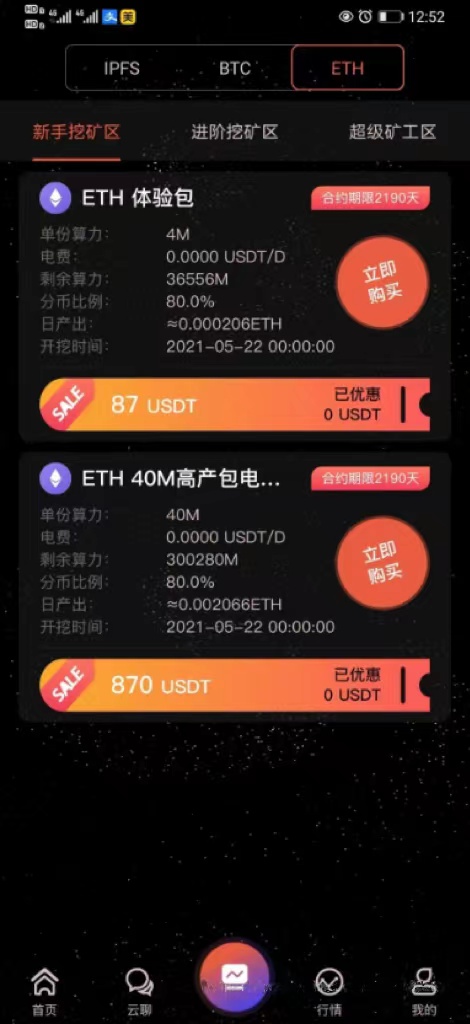 HD 1 4G 4G 支 美 12:52
HD 2
IPFS BTC ETH
新手挖矿区 进阶挖矿区 超级矿工区
ETH 体验包 合约期限2190天
单份算力: 4M
电费: 0.0000 USDT/D
剩余算力: 36556M
分币比例: 80.0%
日产出: ≈0.000206ETH
开挖时间: 2021-05-22 00:00:00
立即
购买
SALE 87 USDT 已优惠
0 USDT
ETH 40M高产包电... 合约期限2190天
单份算力: 40M
电费: 0.0000 USDT/D
剩余算力: 300280M
分币比例: 80.0%
日产出: ≈0.002066ETH
开挖时间: 2021-05-22 00:00:00
立即
购买
SALE 870 USDT 已优惠
0 USDT
首页 云聊 行情 我的